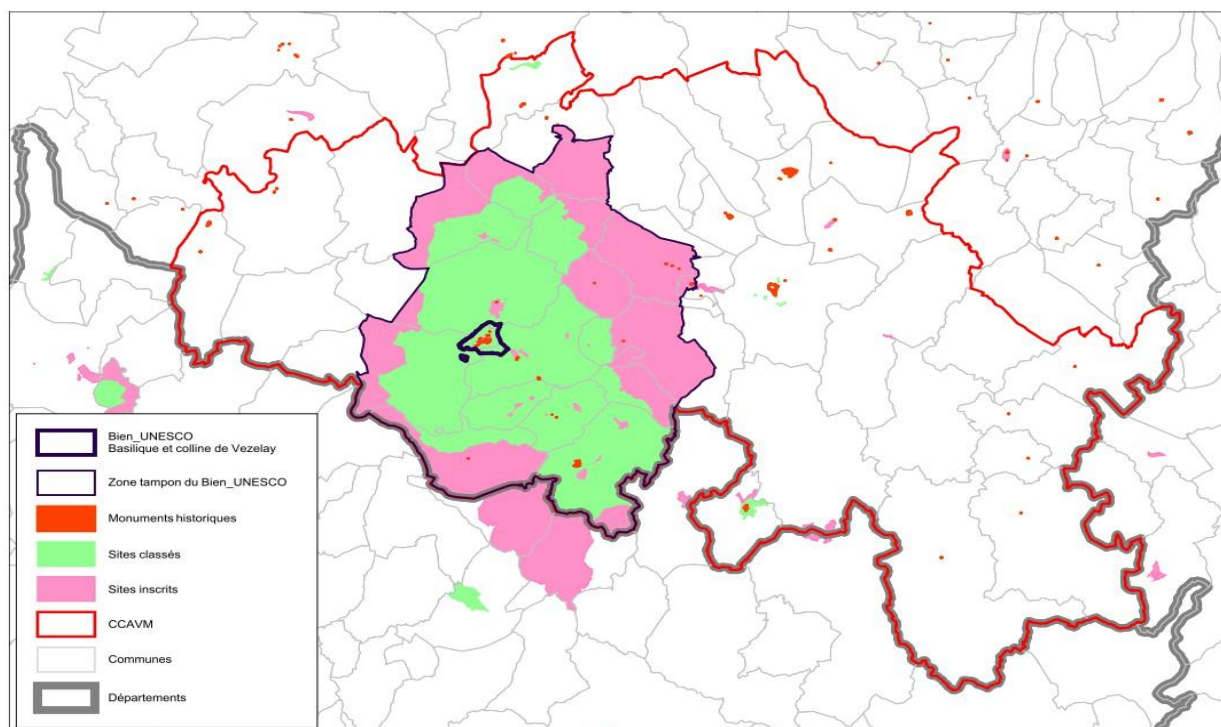 Bien_UNESCO
Basilique et colline de Vezelay
Zone tampon du Bien_UNESCO
Monuments historiques
Sites classés
Sites inscrits
CCAVM
Communes
Départements